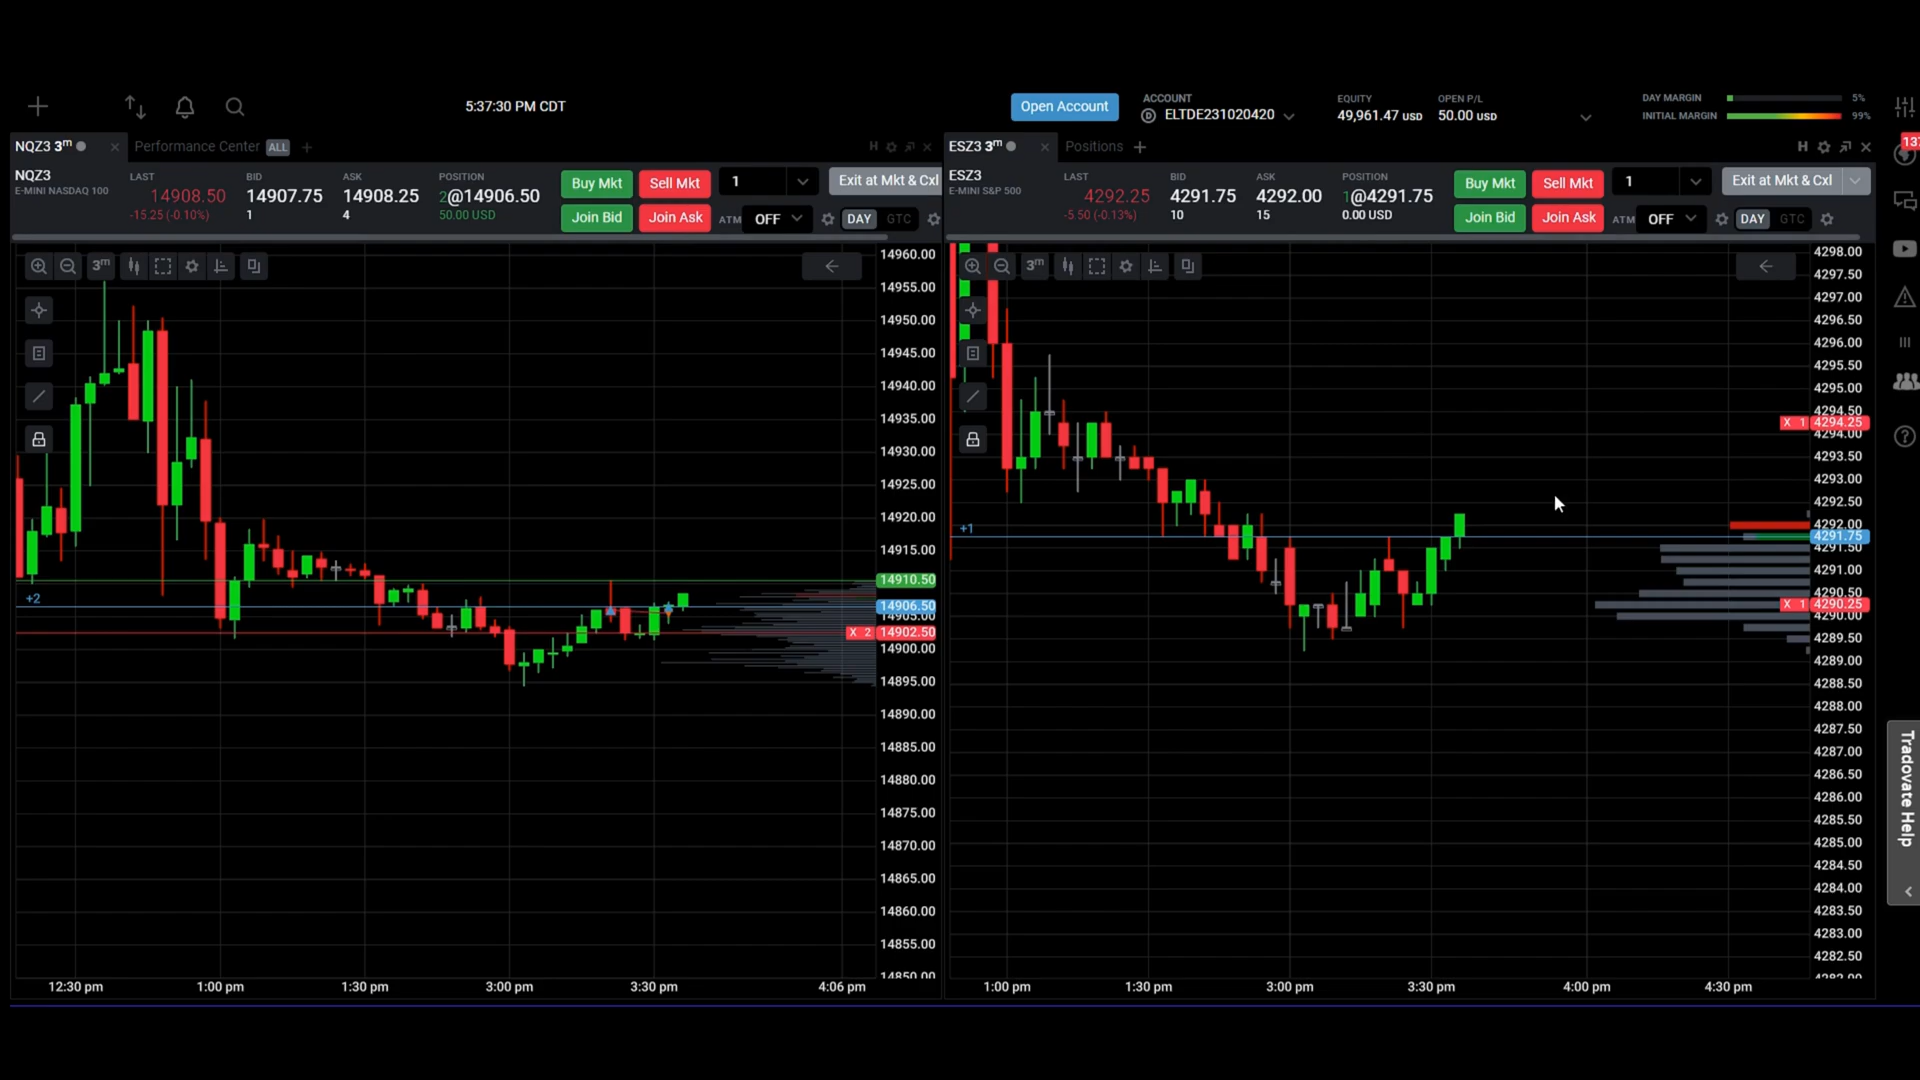 5:37:30 PM CDT
Open Account
ACCOUNT
D ELTDE231020420
EQUITY
49,961.47 USD
OPEN P/L
50.00 USD
DAY MARGIN
5%
INITIAL MARGIN
99%
137
NQZ3 3m
Performance Center ALL
H
NQZ3
E-MINI NASDAQ 100
LAST
14908.50
-15.25 (-0.10%)
BID
14907.75
1
ASK
14908.25
4
POSITION
2@14906.50
50.00 USD
Buy Mkt
Sell Mkt
1
Exit at Mkt & Cxl
Join Bid
Join Ask
ATM OFF
DAY
GTC
3m
+2
14960.00
14955.00
14950.00
14945.00
14940.00
14935.00
14930.00
14925.00
14920.00
14915.00
14910.50
14906.50
14905.00
X 2 14902.50
14900.00
14895.00
14890.00
14885.00
14880.00
14875.00
14870.00
14865.00
14860.00
14855.00
14850.00
12:30 pm
1:00 pm
1:30 pm
3:00 pm
3:30 pm
4:06 pm
ESZ3 3m
Positions
H
ESZ3
E-MINI S&P 500
LAST
4292.25
-5.50 (-0.13%)
BID
4291.75
10
ASK
4292.00
15
POSITION
1@4291.75
0.00 USD
Buy Mkt
Sell Mkt
1
Exit at Mkt & Cxl
Join Bid
Join Ask
ATM OFF
DAY
GTC
3m
+1
4298.00
4297.50
4297.00
4296.50
4296.00
4295.50
4295.00
4294.50
X 1 4294.25
4294.00
4293.50
4293.00
4292.50
4292.00
4291.75
4291.50
4291.00
4290.50
X 1 4290.25
4290.00
4289.50
4289.00
4288.50
4288.00
4287.50
4287.00
4286.50
4286.00
4285.50
4285.00
4284.50
4284.00
4283.50
4283.00
4282.50
4282.00
1:00 pm
1:30 pm
3:00 pm
3:30 pm
4:00 pm
4:30 pm
Tradovate Help